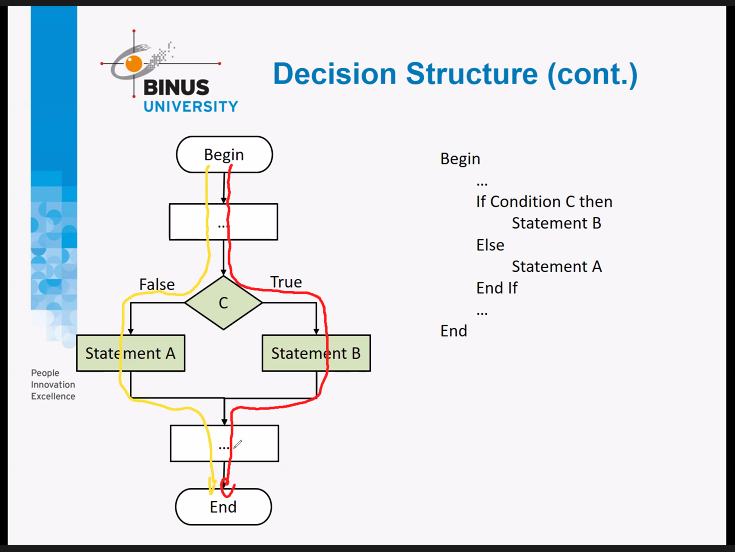 BINUS
UNIVERSITY
Decision Structure (cont.)
Begin
...
False
True
C
Statement A
Statement B
...
End
Begin
...
If Condition C then
Statement B
Else
Statement A
End If
...
End
People
Innovation
Excellence